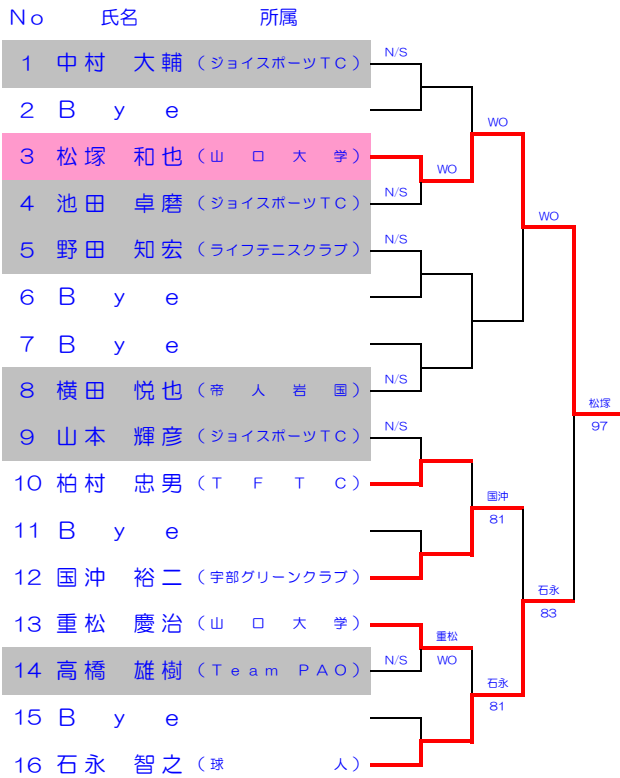 No 氏名 所属
1 中村 大輔 (ジョイスポーツTC) N/S
2 Bye
WO
3 松塚 和也 (山口大学) WO
4 池田 卓磨 (ジョイスポーツTC) N/S
WO
5 野田 知宏 (ライフテニスクラブ) N/S
6 Bye
7 Bye
8 横田 悦也 (帝人岩国) N/S
松塚
97
9 山本 輝彦 (ジョイスポーツTC) N/S
10 柏村 忠男 (TFTC)
国沖
81
11 Bye
12 国沖 裕二 (宇部グリーンクラブ)
石永
83
13 重松 慶治 (山口大学)
重松
WO
14 高橋 雄樹 (Team PAO) N/S
石永
81
15 Bye
16 石永 智之 (球人)